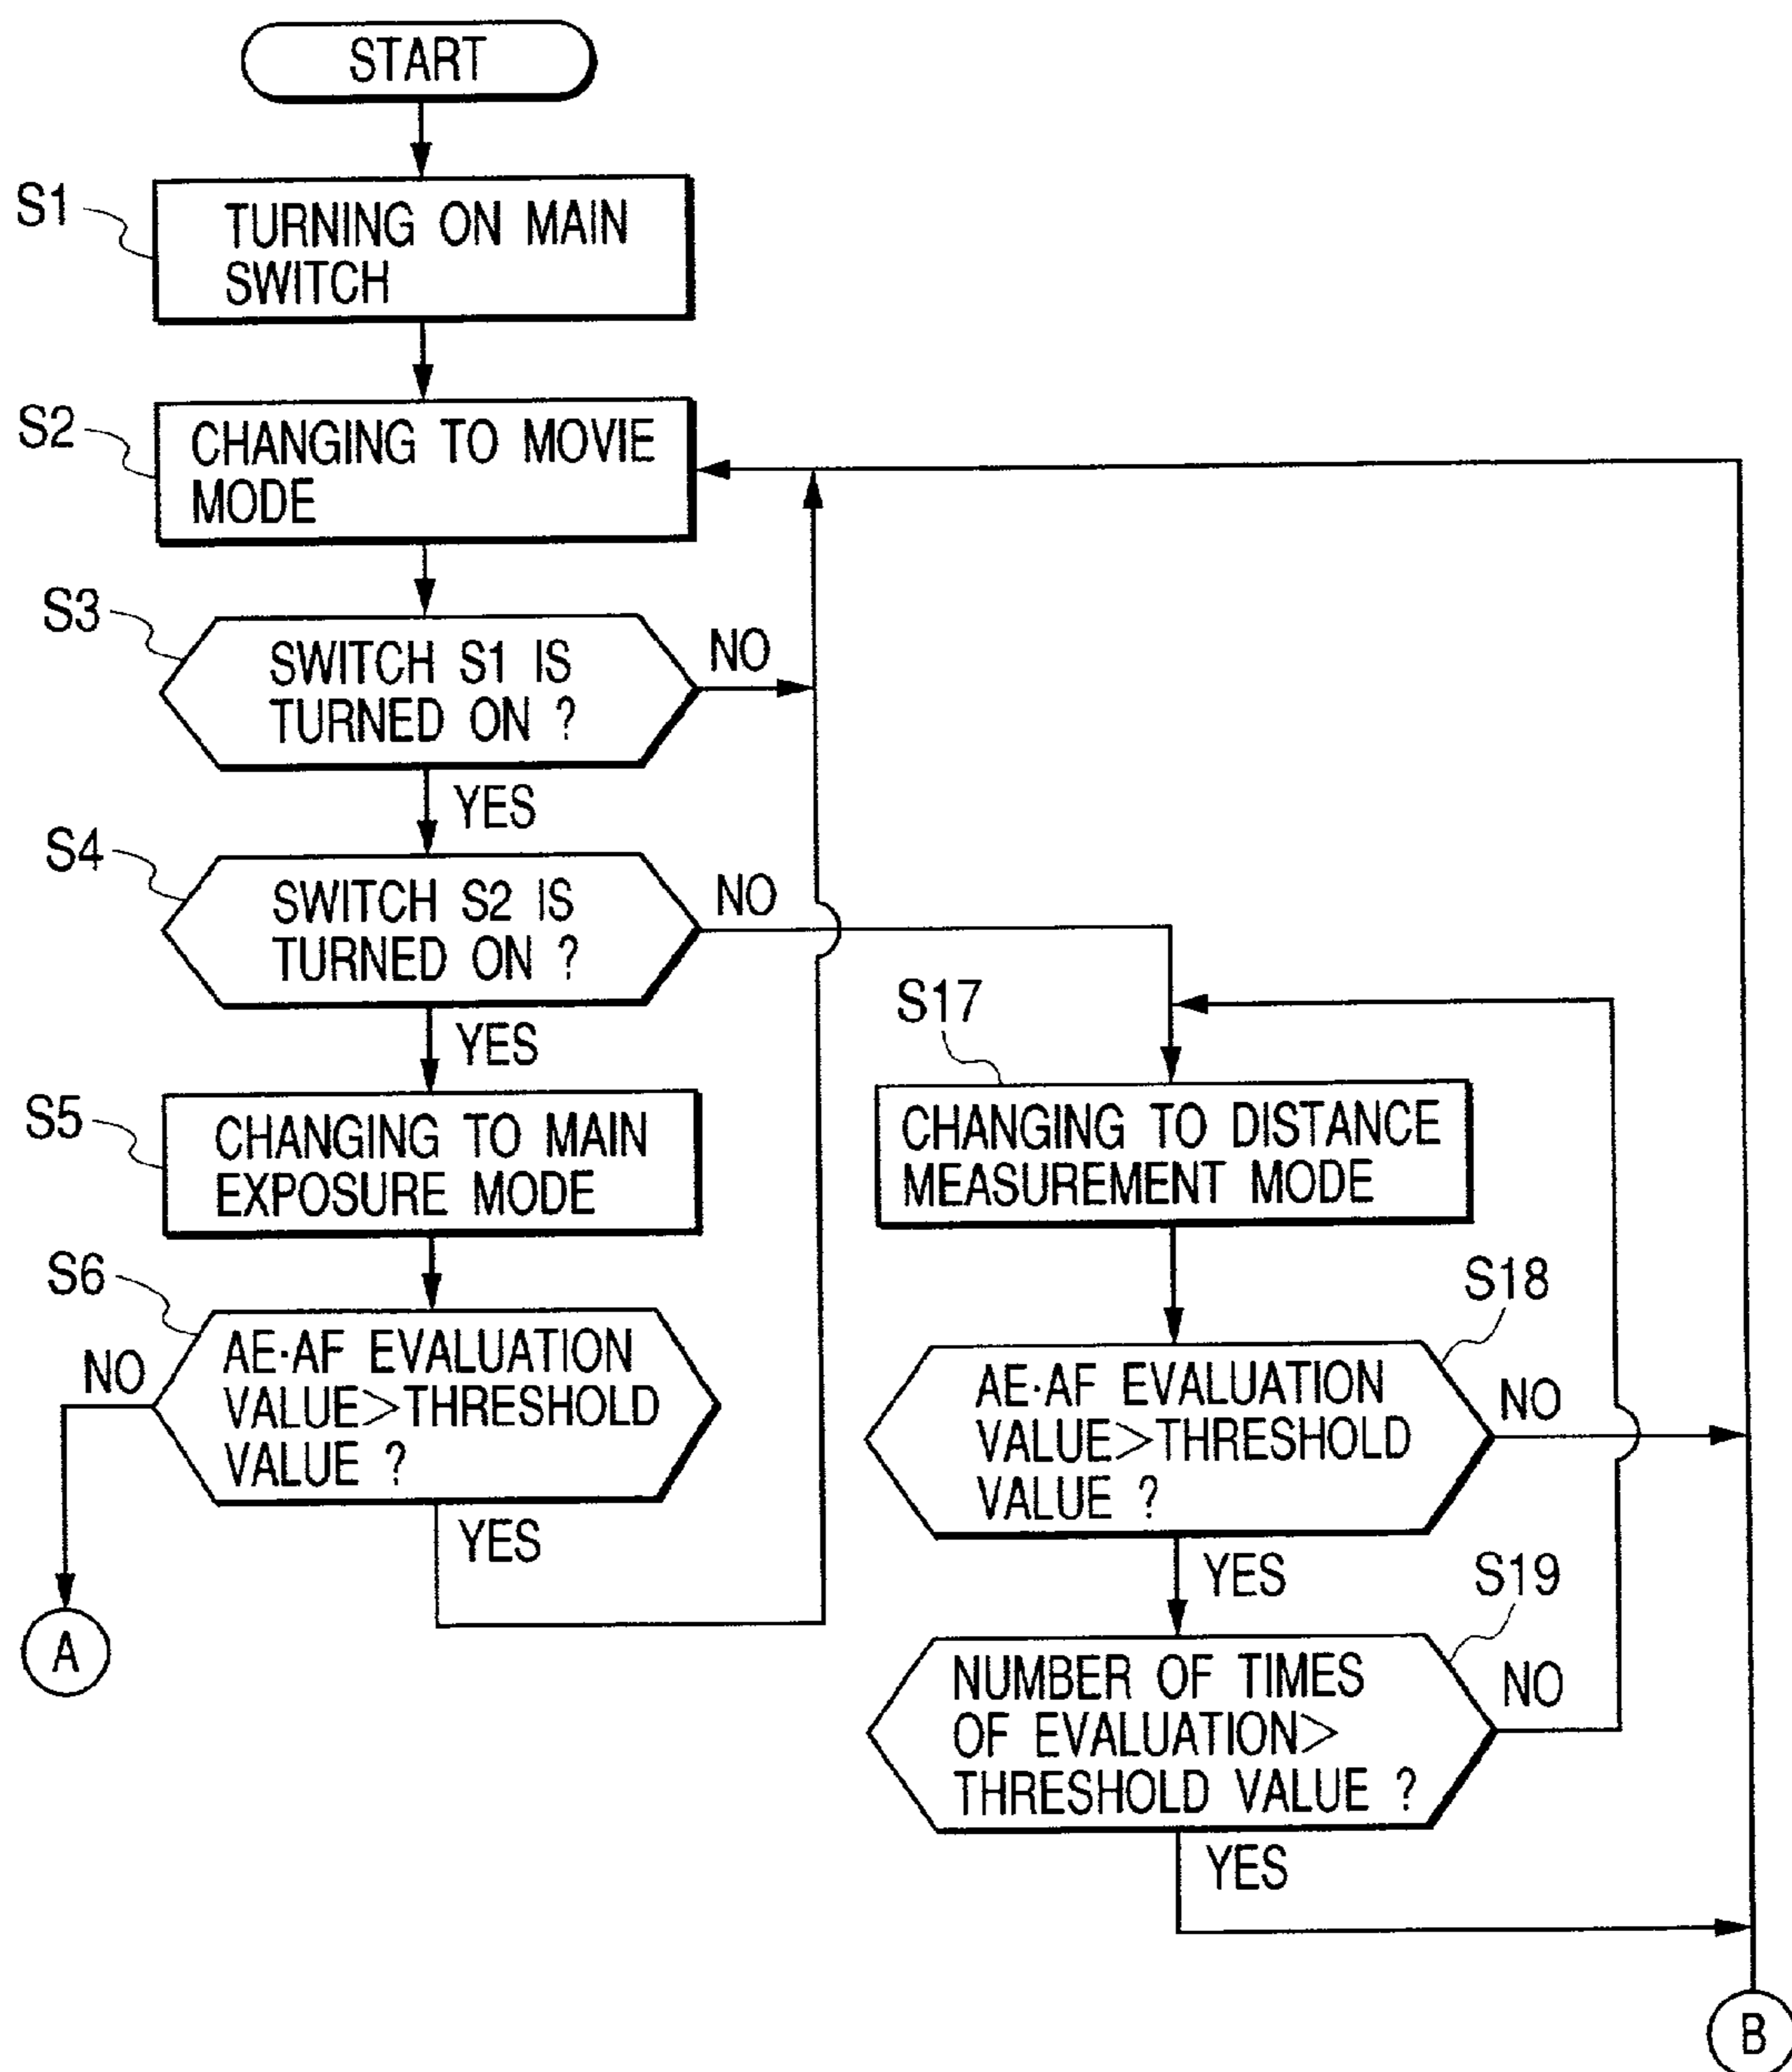 START
S1
TURNING ON MAIN
SWITCH
S2
CHANGING TO MOVIE
MODE
S3
SWITCH S1 IS
TURNED ON ?
NO
YES
S4
SWITCH S2 IS
TURNED ON ?
NO
YES
S5
CHANGING TO MAIN
EXPOSURE MODE
S6
AE·AF EVALUATION
VALUE>THRESHOLD
VALUE ?
NO
YES
A
S17
CHANGING TO DISTANCE
MEASUREMENT MODE
S18
AE·AF EVALUATION
VALUE>THRESHOLD
VALUE ?
NO
YES
S19
NUMBER OF TIMES
OF EVALUATION>
THRESHOLD VALUE ?
NO
YES
B